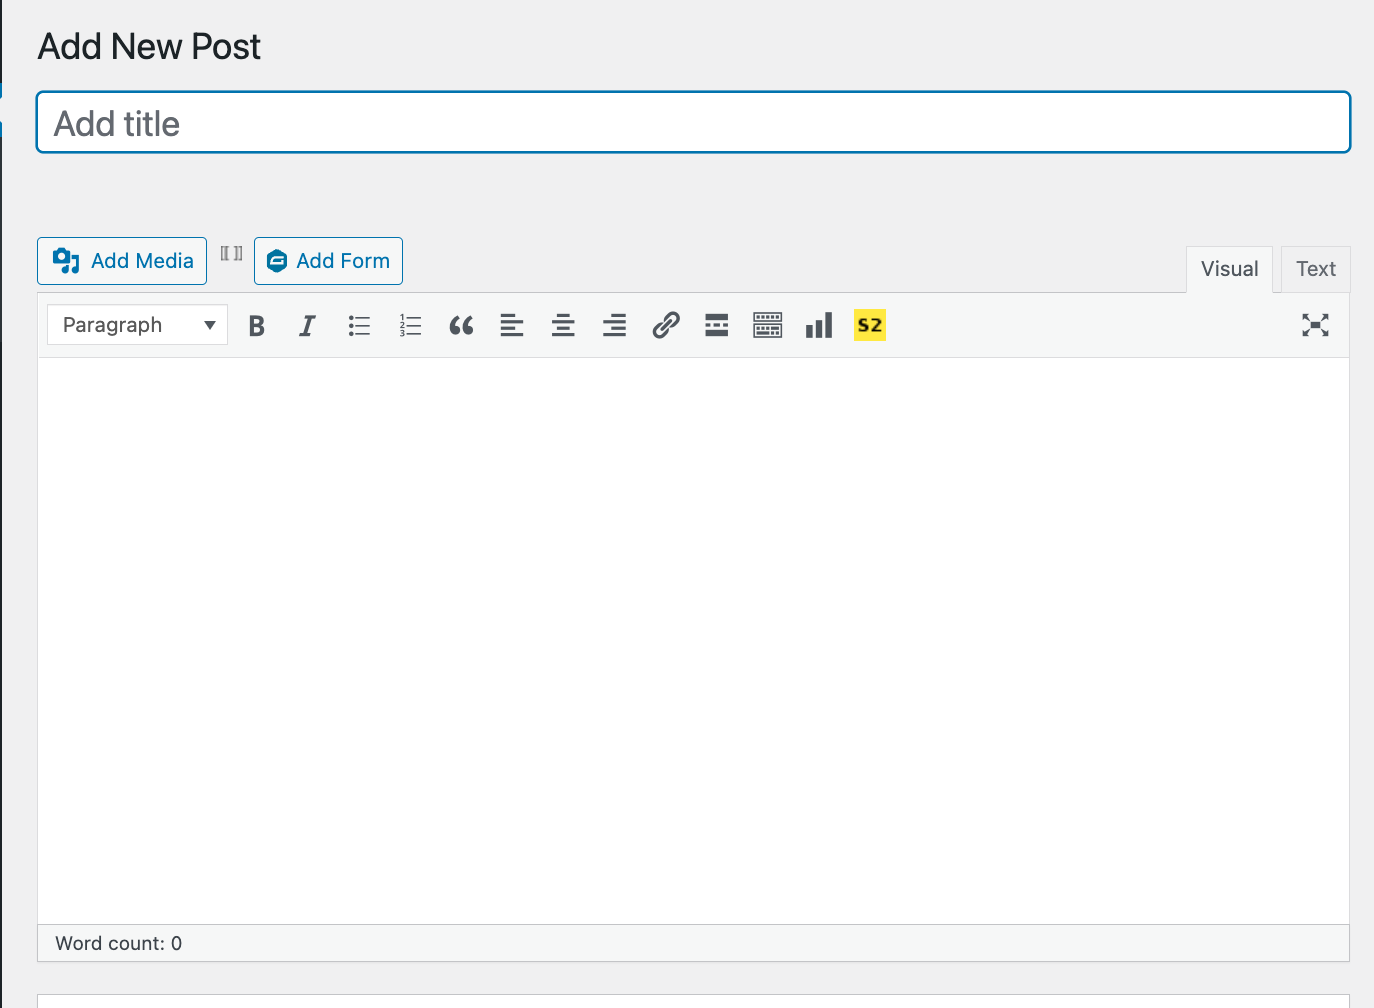 Add New Post
Add title
Add Media [[ ]] Add Form
Visual Text
Paragraph B I S2
Word count: 0